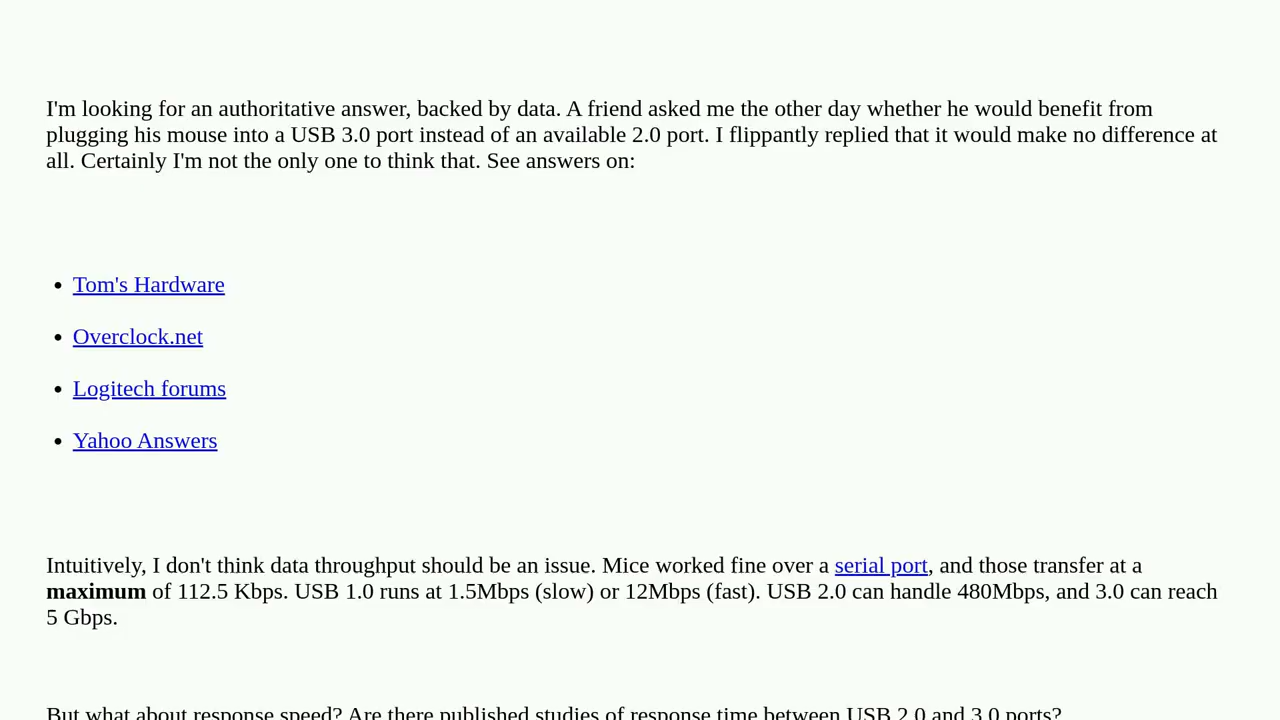 I'm looking for an authoritative answer, backed by data. A friend asked me the other day whether he would benefit from
plugging his mouse into a USB 3.0 port instead of an available 2.0 port. I flippantly replied that it would make no difference at
all. Certainly I'm not the only one to think that. See answers on:
Tom's Hardware
Overclock.net
Logitech forums
Yahoo Answers
Intuitively, I don't think data throughput should be an issue. Mice worked fine over a serial port, and those transfer at a
maximum of 112.5 Kbps. USB 1.0 runs at 1.5Mbps (slow) or 12Mbps (fast). USB 2.0 can handle 480Mbps, and 3.0 can reach
5 Gbps.
But what about response speed? Are there published studies of response time between USB 2.0 and 3.0 ports?